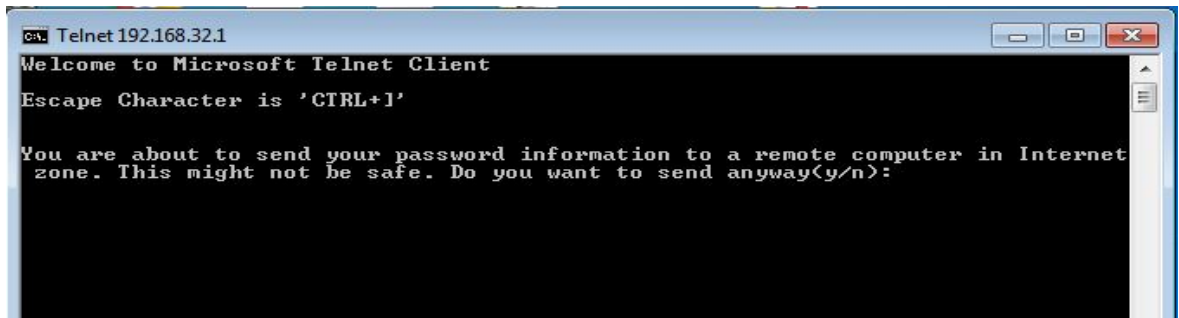 Telnet 192.168.32.1
Welcome to Microsoft Telnet Client
Escape Character is 'CTRL+]'
You are about to send your password information to a remote computer in Internet
zone. This might not be safe. Do you want to send anyway(y/n):